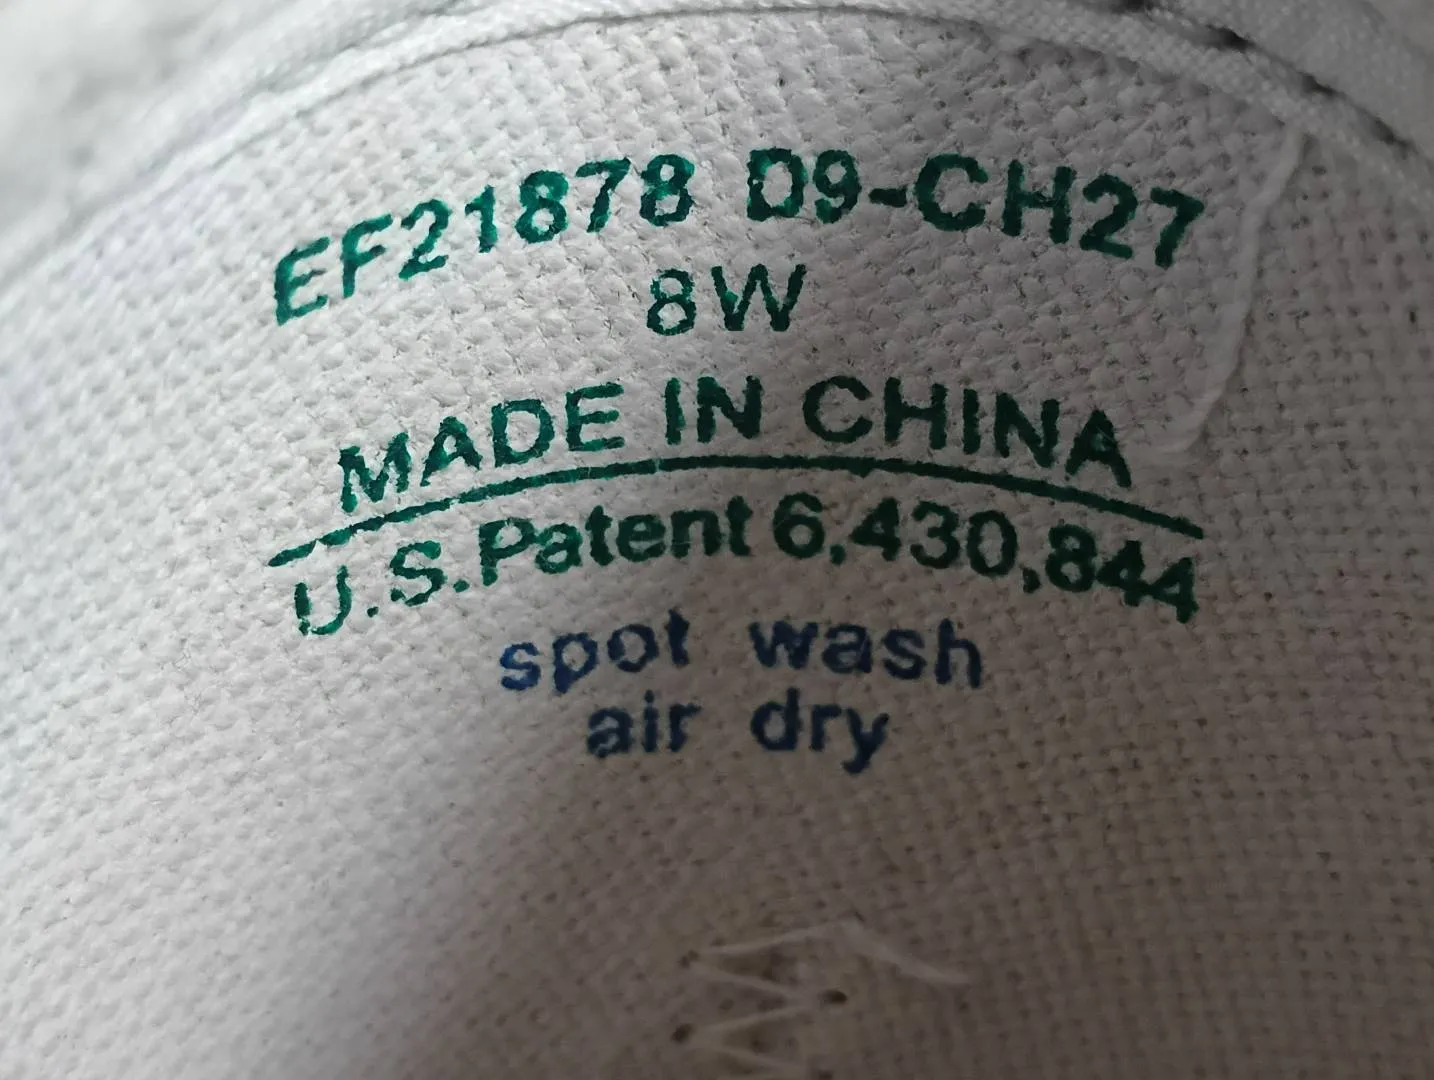 EF21878 D9-CH27
8W
MADE IN CHINA
U.S.Patent 6,430,844
spot wash
air dry